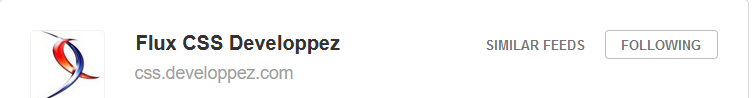 Flux CSS Developpez
SIMILAR FEEDS
FOLLOWING
css.developpez.com